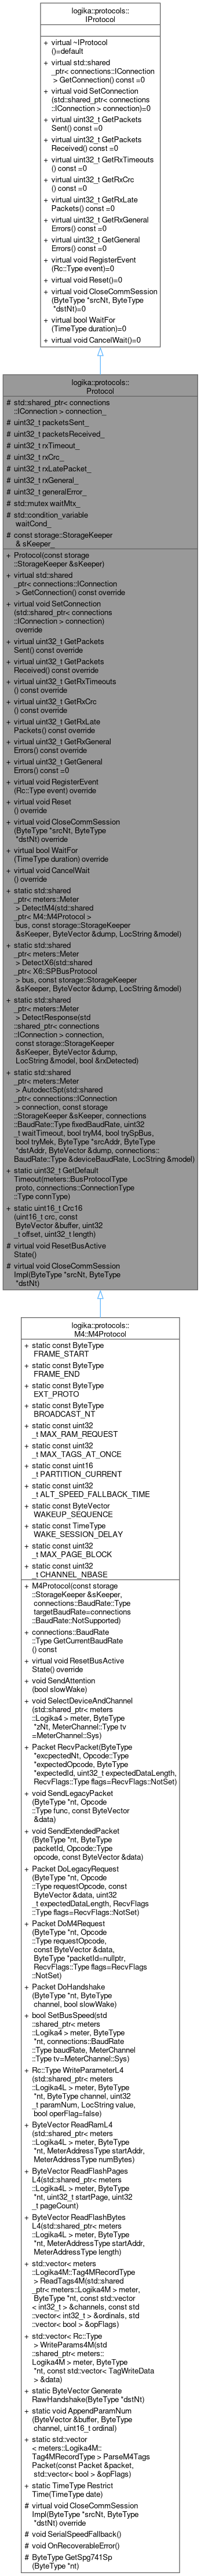 logika::protocols::
IProtocol
+ virtual ~IProtocol
()=default
+ virtual std::shared
_ptr< connections::IConnection
> GetConnection() const =0
+ virtual void SetConnection
(std::shared_ptr< connections
::IConnection > connection)=0
+ virtual uint32_t GetPackets
Sent() const =0
+ virtual uint32_t GetPackets
Received() const =0
+ virtual uint32_t GetRxTimeouts
() const =0
+ virtual uint32_t GetRxCrc
() const =0
+ virtual uint32_t GetRxLate
Packets() const =0
+ virtual uint32_t GetRxGeneral
Errors() const =0
+ virtual uint32_t GetGeneral
Errors() const =0
+ virtual void RegisterEvent
(Rc::Type event)=0
+ virtual void Reset()=0
+ virtual void CloseCommSession
(ByteType *srcNt, ByteType
*dstNt)=0
+ virtual bool WaitFor
(TimeType duration)=0
+ virtual void CancelWait()=0
logika::protocols::
Protocol
# std::shared_ptr< connections
::IConnection > connection_
# uint32_t packetsSent_
# uint32_t packetsReceived_
# uint32_t rxTimeout_
# uint32_t rxCrc_
# uint32_t rxLatePacket_
# uint32_t rxGeneral_
# uint32_t generalError_
# std::mutex waitMtx_
# std::condition_variable
waitCond_
# const storage::StorageKeeper
& sKeeper_
+ Protocol(const storage
::StorageKeeper &sKeeper)
+ virtual std::shared
_ptr< connections::IConnection
> GetConnection() const override
+ virtual void SetConnection
(std::shared_ptr< connections
::IConnection > connection)
override
+ virtual uint32_t GetPackets
Sent() const override
+ virtual uint32_t GetPackets
Received() const override
+ virtual uint32_t GetRxTimeouts
() const override
+ virtual uint32_t GetRxCrc
() const override
+ virtual uint32_t GetRxLate
Packets() const override
+ virtual uint32_t GetRxGeneral
Errors() const override
+ virtual uint32_t GetGeneral
Errors() const =0
+ virtual void RegisterEvent
(Rc::Type event) override
+ virtual void Reset
() override
+ virtual void CloseCommSession
(ByteType *srcNt, ByteType
*dstNt) override
+ virtual bool WaitFor
(TimeType duration) override
+ virtual void CancelWait
() override
+ static std::shared
_ptr< meters::Meter
> DetectM4(std::shared
_ptr< M4::M4Protocol >
bus, const storage::StorageKeeper
&sKeeper, ByteVector &dump, LocString &model)
+ static std::shared
_ptr< meters::Meter
> DetectX6(std::shared
_ptr< X6::SPBusProtocol
> bus, const storage::StorageKeeper
&sKeeper, ByteVector &dump, LocString &model)
+ static std::shared
_ptr< meters::Meter
> DetectResponse(std
::shared_ptr< connections
::IConnection > connection,
const storage::StorageKeeper
&sKeeper, ByteVector &dump,
LocString &model, bool &rxDetected)
+ static std::shared
_ptr< meters::Meter
> AutodectSpt(std::shared
_ptr< connections::IConnection
> connection, const storage
::StorageKeeper &sKeeper, connections
::BaudRate::Type fixedBaudRate, uint32
_t waitTimeout, bool tryM4, bool trySpBus,
bool tryMek, ByteType *srcAddr, ByteType
*dstAddr, ByteVector &dump, connections::
BaudRate::Type &deviceBaudRate, LocString &model)
+ static uint32_t GetDefault
Timeout(meters::BusProtocolType
proto, connections::ConnectionType
::Type connType)
+ static uint16_t Crc16
(uint16_t crc, const
ByteVector &buffer, uint32
_t offset, uint32_t length)
# virtual void ResetBusActive
State()
# virtual void CloseCommSession
Impl(ByteType *srcNt, ByteType
*dstNt)
logika::protocols::
M4::M4Protocol
+ static const ByteType
FRAME_START
+ static const ByteType
FRAME_END
+ static const ByteType
EXT_PROTO
+ static const ByteType
BROADCAST_NT
+ static const uint32
_t MAX_RAM_REQUEST
+ static const uint32
_t MAX_TAGS_AT_ONCE
+ static const uint16
_t PARTITION_CURRENT
+ static const uint32
_t ALT_SPEED_FALLBACK_TIME
+ static const ByteVector
WAKEUP_SEQUENCE
+ static const TimeType
WAKE_SESSION_DELAY
+ static const uint32
_t MAX_PAGE_BLOCK
+ static const uint32
_t CHANNEL_NBASE
+ M4Protocol(const storage
::StorageKeeper &sKeeper,
connections::BaudRate::Type
targetBaudRate=connections
::BaudRate::NotSupported)
+ connections::BaudRate
::Type GetCurrentBaudRate
() const
+ virtual void ResetBusActive
State() override
+ void SendAttention
(bool slowWake)
+ void SelectDeviceAndChannel
(std::shared_ptr< meters
::Logika4 > meter, ByteType
*zNt, MeterChannel::Type tv
=MeterChannel::Sys)
+ Packet RecvPacket(ByteType
*excpectedNt, Opcode::Type
*expectedOpcode, ByteType
*expectedId, uint32_t expectedDataLength,
RecvFlags::Type flags=RecvFlags::NotSet)
+ void SendLegacyPacket
(ByteType *nt, Opcode
::Type func, const ByteVector
&data)
+ void SendExtendedPacket
(ByteType *nt, ByteType
packetId, Opcode::Type
opcode, const ByteVector &data)
+ Packet DoLegacyRequest
(ByteType *nt, Opcode
::Type requestOpcode, const
ByteVector &data, uint32
_t expectedDataLength, RecvFlags
::Type flags=RecvFlags::NotSet)
+ Packet DoM4Request
(ByteType *nt, Opcode
::Type requestOpcode,
const ByteVector &data,
ByteType *packetId=nullptr,
RecvFlags::Type flags=RecvFlags
::NotSet)
+ Packet DoHandshake
(ByteType *nt, ByteType
channel, bool slowWake)
+ bool SetBusSpeed(std
::shared_ptr< meters
::Logika4 > meter, ByteType
*nt, connections::BaudRate
::Type baudRate, MeterChannel
::Type tv=MeterChannel::Sys)
+ Rc::Type WriteParameterL4
(std::shared_ptr< meters
::Logika4L > meter, ByteType
*nt, ByteType channel, uint32
_t paramNum, LocString value,
bool operFlag=false)
+ ByteVector ReadRamL4
(std::shared_ptr< meters
::Logika4L > meter, ByteType
*nt, MeterAddressType startAddr,
MeterAddressType numBytes)
+ ByteVector ReadFlashPages
L4(std::shared_ptr< meters
::Logika4L > meter, ByteType
*nt, uint32_t startPage, uint32
_t pageCount)
+ ByteVector ReadFlashBytes
L4(std::shared_ptr< meters
::Logika4L > meter, ByteType
*nt, MeterAddressType startAddr,
MeterAddressType length)
+ std::vector< meters
::Logika4M::Tag4MRecordType
> ReadTags4M(std::shared
_ptr< meters::Logika4M > meter,
ByteType *nt, const std::vector
< int32_t > &channels, const std
::vector< int32_t > &ordinals, std
::vector< bool > &opFlags)
+ std::vector< Rc::Type
> WriteParams4M(std
::shared_ptr< meters::
Logika4M > meter, ByteType
*nt, const std::vector< TagWriteData
> &data)
+ static ByteVector Generate
RawHandshake(ByteType *dstNt)
+ static void AppendParamNum
(ByteVector &buffer, ByteType
channel, uint16_t ordinal)
+ static std::vector
< meters::Logika4M::
Tag4MRecordType > ParseM4Tags
Packet(const Packet &packet,
std::vector< bool > &opFlags)
+ static TimeType Restrict
Time(TimeType date)
# virtual void CloseCommSession
Impl(ByteType *srcNt, ByteType
*dstNt) override
# void SerialSpeedFallback()
# void OnRecoverableError()
# ByteType GetSpg741Sp
(ByteType *nt)